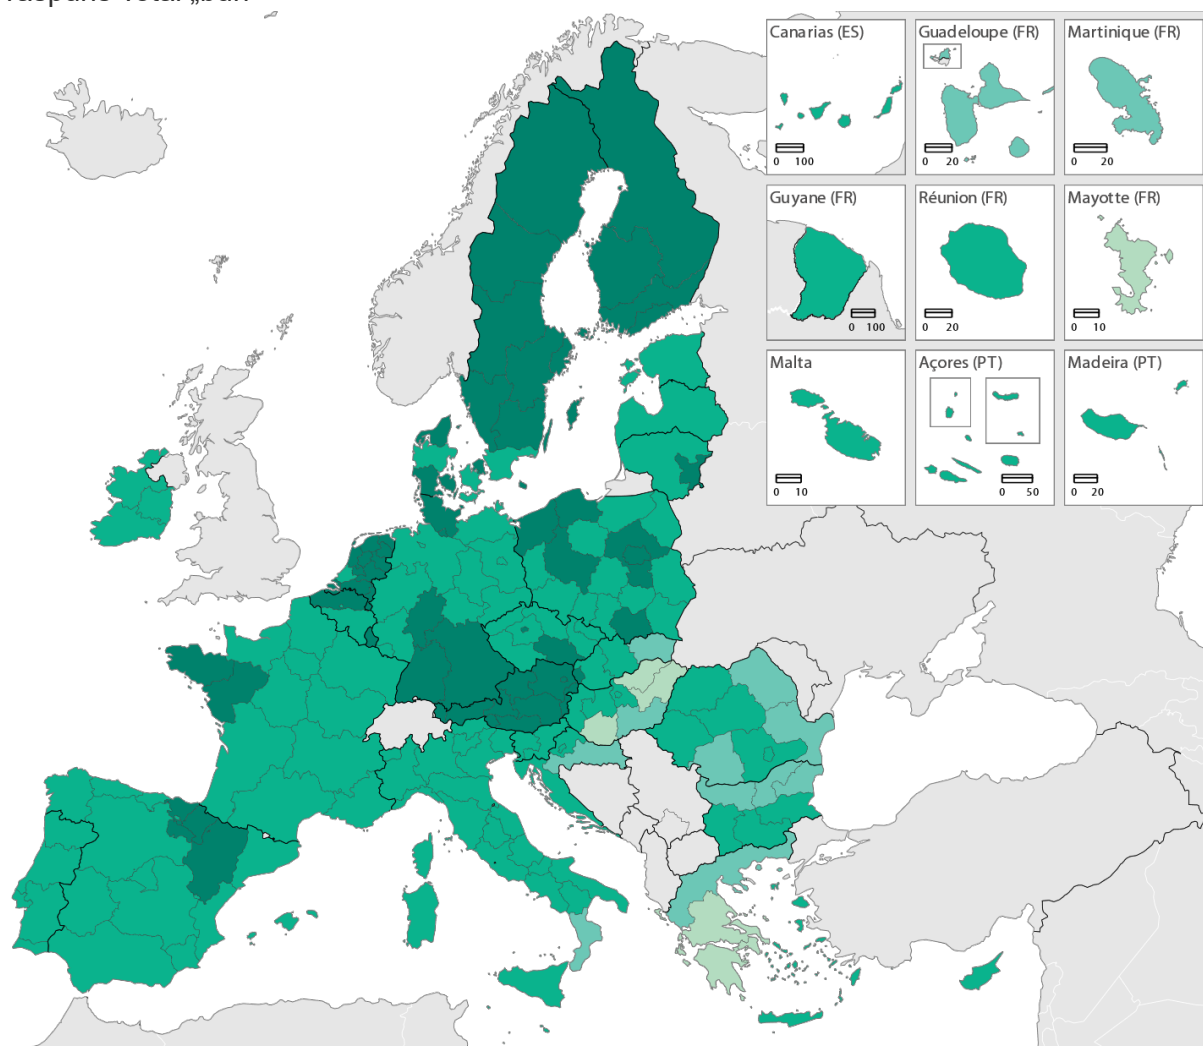 Canarias (ES)
0 100
Guadeloupe (FR)
0 20
Martinique (FR)
0 20
Guyane (FR)
0 100
Réunion (FR)
0 20
Mayotte (FR)
0 10
Malta
0 10
Açores (PT)
0 50
Madeira (PT)
0 20